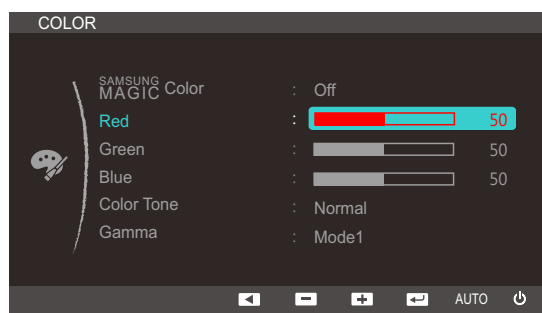 COLOR
SAMSUNG MAGIC Color : Off
Red : 50
Green : 50
Blue : 50
Color Tone : Normal
Gamma : Mode1
AUTO